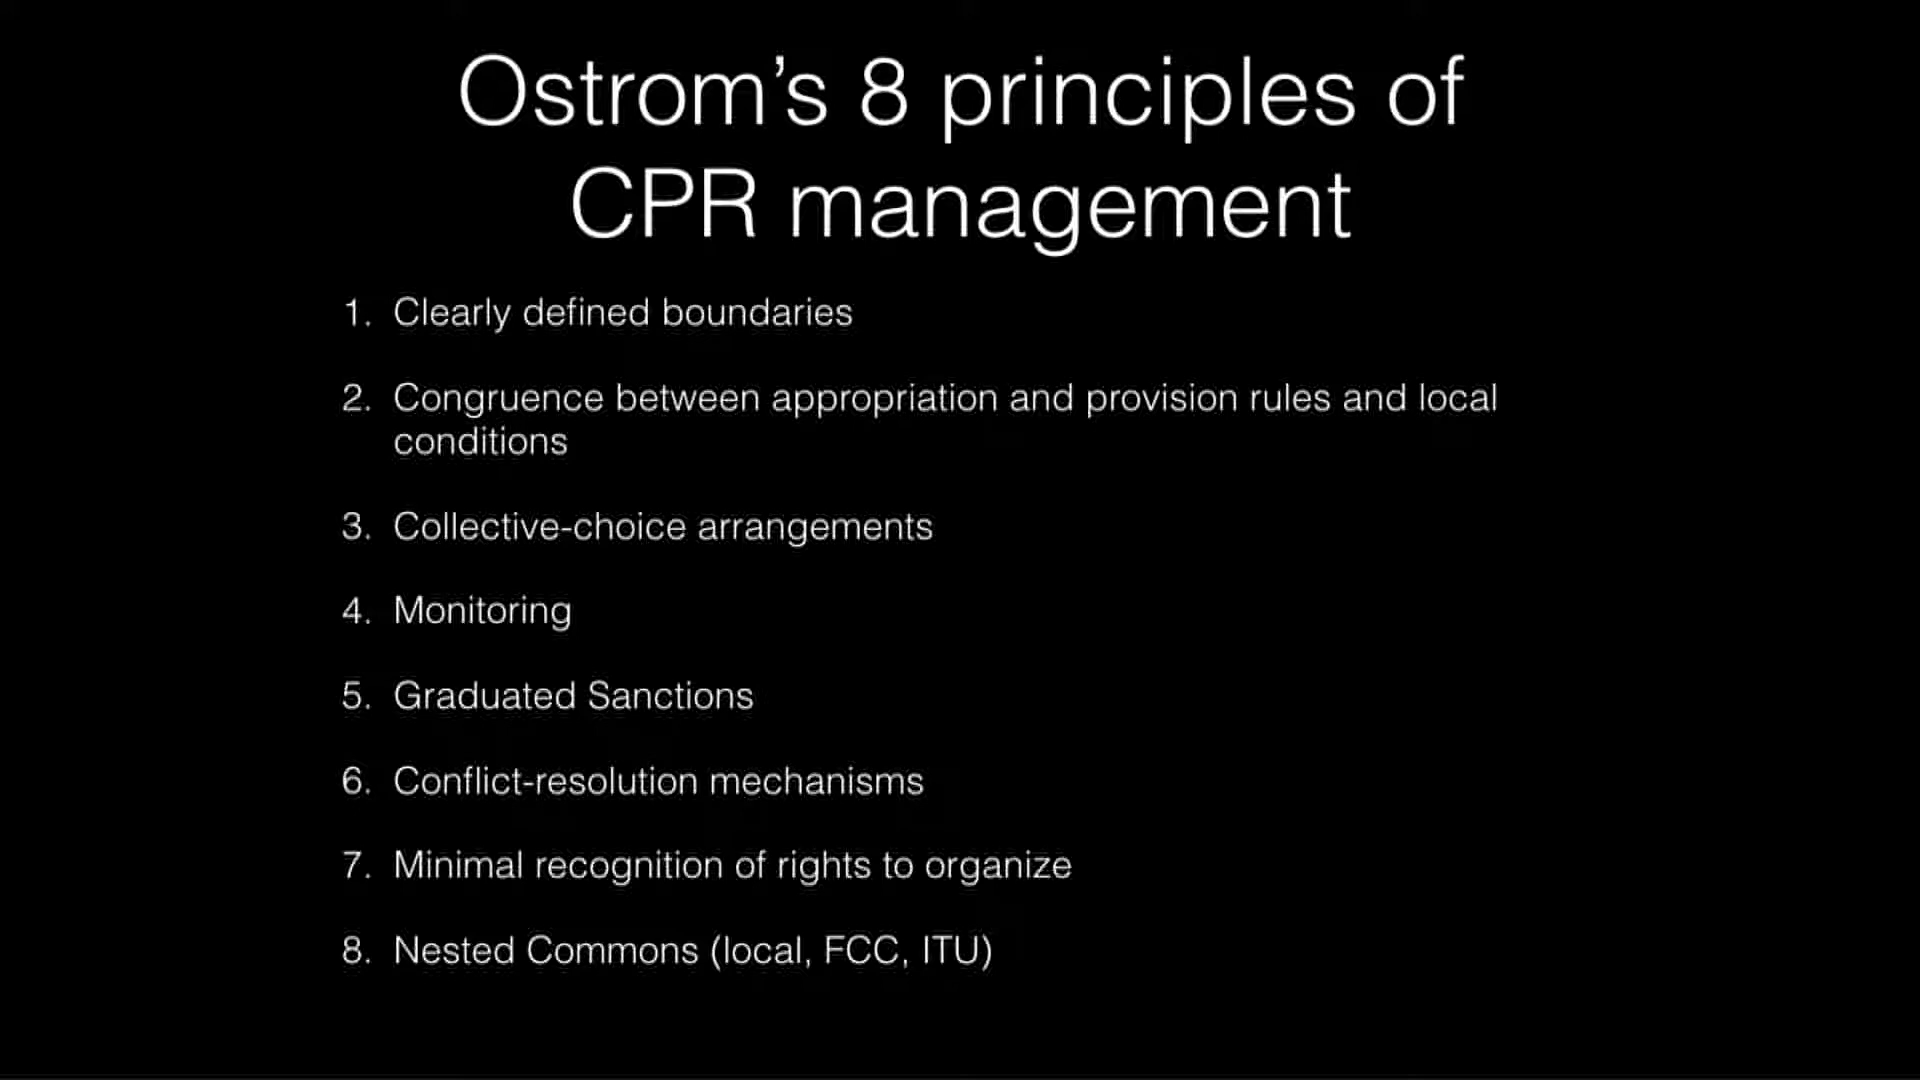 Ostrom’s 8 principles of
CPR management
1. Clearly defined boundaries
2. Congruence between appropriation and provision rules and local
conditions
3. Collective-choice arrangements
4. Monitoring
5. Graduated Sanctions
6. Conflict-resolution mechanisms
7. Minimal recognition of rights to organize
8. Nested Commons (local, FCC, ITU)